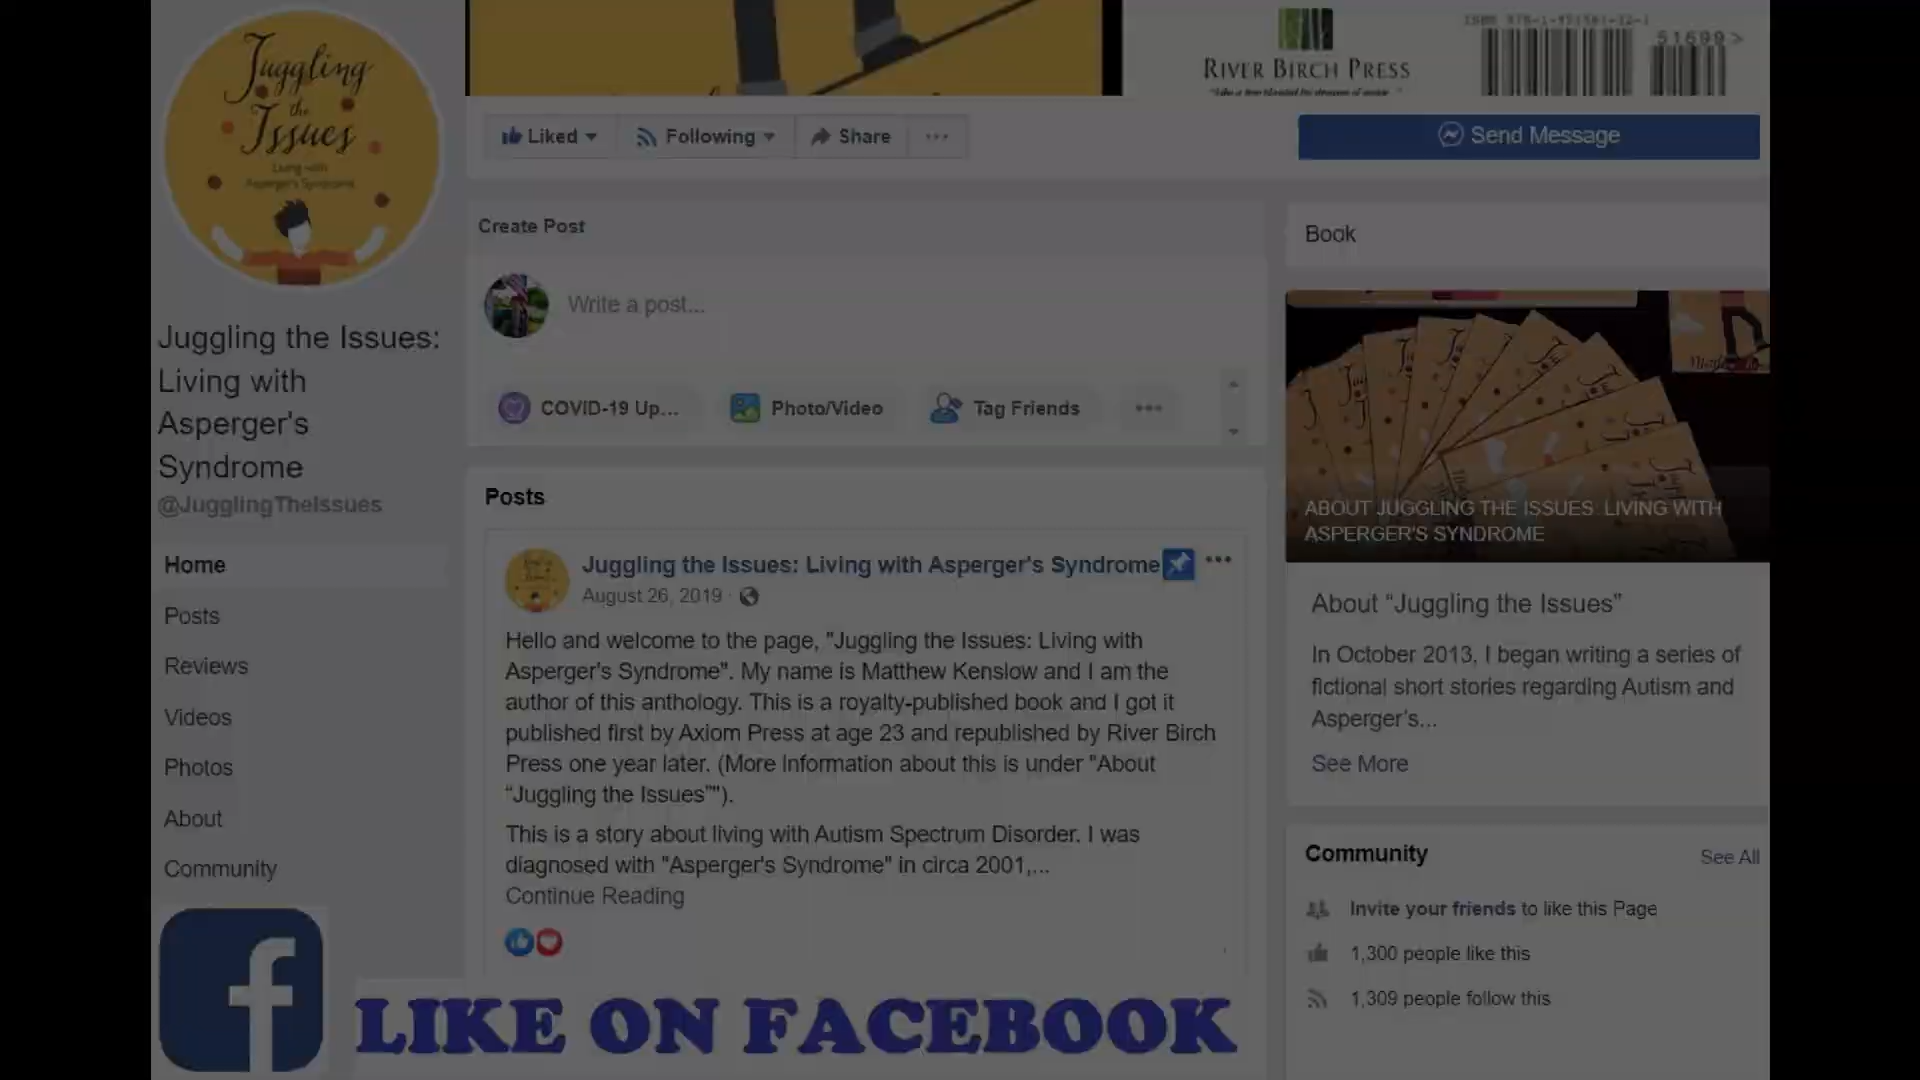 Juggling
the
Issues
Living with
Asperger's Syndrome
RIVER BIRCH PRESS
51699>
Liked
Following
Share
Send Message
Create Post
Write a post...
COVID-19 Up...
Photo/Video
Tag Friends
Juggling the Issues:
Living with
Asperger's
Syndrome
@JugglingTheIssues
Home
Posts
Reviews
Videos
Photos
About
Community
Posts
Juggling the Issues: Living with Asperger's Syndrome
August 26, 2019 ·
Hello and welcome to the page, "Juggling the Issues: Living with
Asperger's Syndrome". My name is Matthew Kenslow and I am the
author of this anthology. This is a royalty-published book and I got it
published first by Axiom Press at age 23 and republished by River Birch
Press one year later. (More information about this is under "About
“Juggling the Issues”").
This is a story about living with Autism Spectrum Disorder. I was
diagnosed with "Asperger's Syndrome" in circa 2001,...
Continue Reading
Book
ABOUT JUGGLING THE ISSUES: LIVING WITH
ASPERGER'S SYNDROME
About “Juggling the Issues”
In October 2013, I began writing a series of
fictional short stories regarding Autism and
Asperger’s...
See More
Community
See All
Invite your friends to like this Page
1,300 people like this
1,309 people follow this
f
LIKE ON FACEBOOK